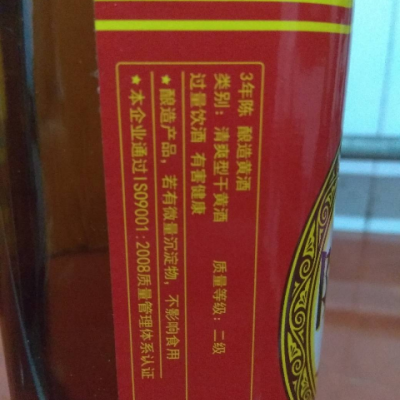 3年陈 酿造黄酒
类别：清爽型干黄酒 质量等级：二级
过量饮酒 有害健康
★酿造产品，若有微量沉淀物，不影响食用
★本企业通过ISO9001:2008质量管理体系认证